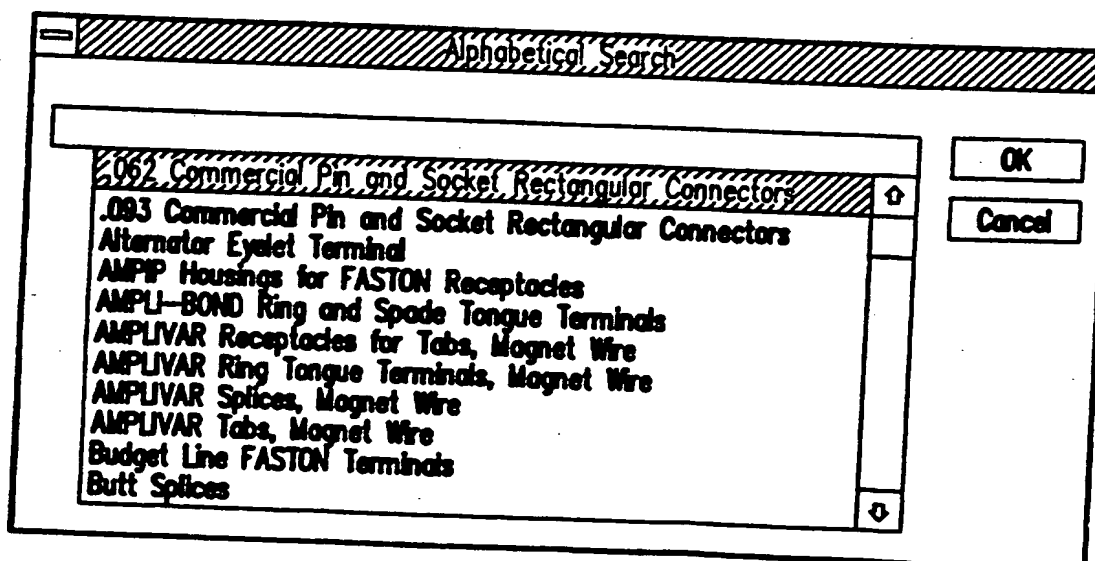 Alphabetical Search
OK
Cancel
.062 Commercial Pin and Socket Rectangular Connectors
.093 Commercial Pin and Socket Rectangular Connectors
Alternator Eyelet Terminal
AMPIP Housings for FASTON Receptacles
AMPLI-BOND Ring and Spade Tongue Terminals
AMPLIVAR Receptacles for Tabs, Magnet Wire
AMPLIVAR Ring Tongue Terminals, Magnet Wire
AMPLIVAR Splices, Magnet Wire
AMPLIVAR Tabs, Magnet Wire
Budget Line FASTON Terminals
Butt Splices